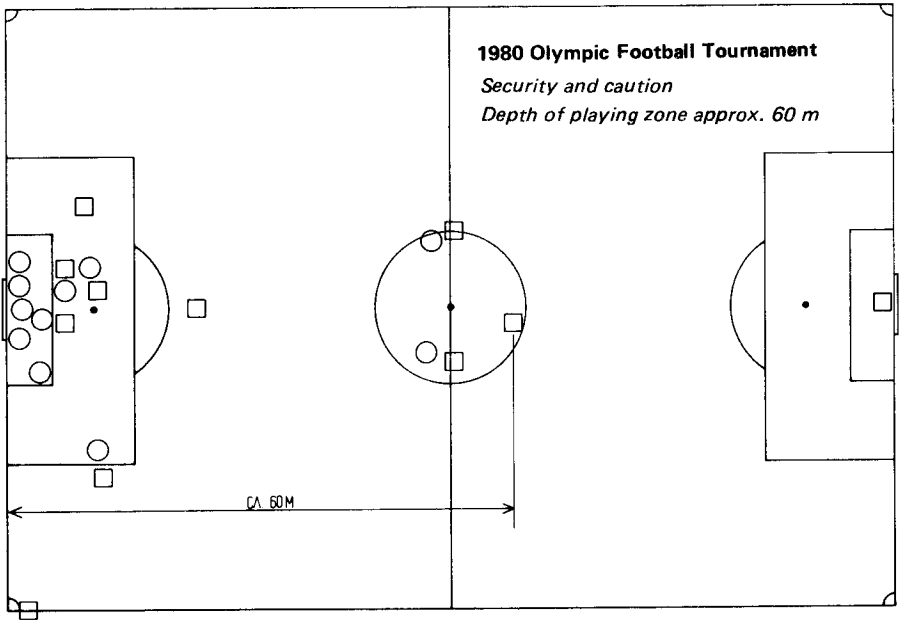 1980 Olympic Football Tournament
Security and caution
Depth of playing zone approx. 60 m
CA. 60 M